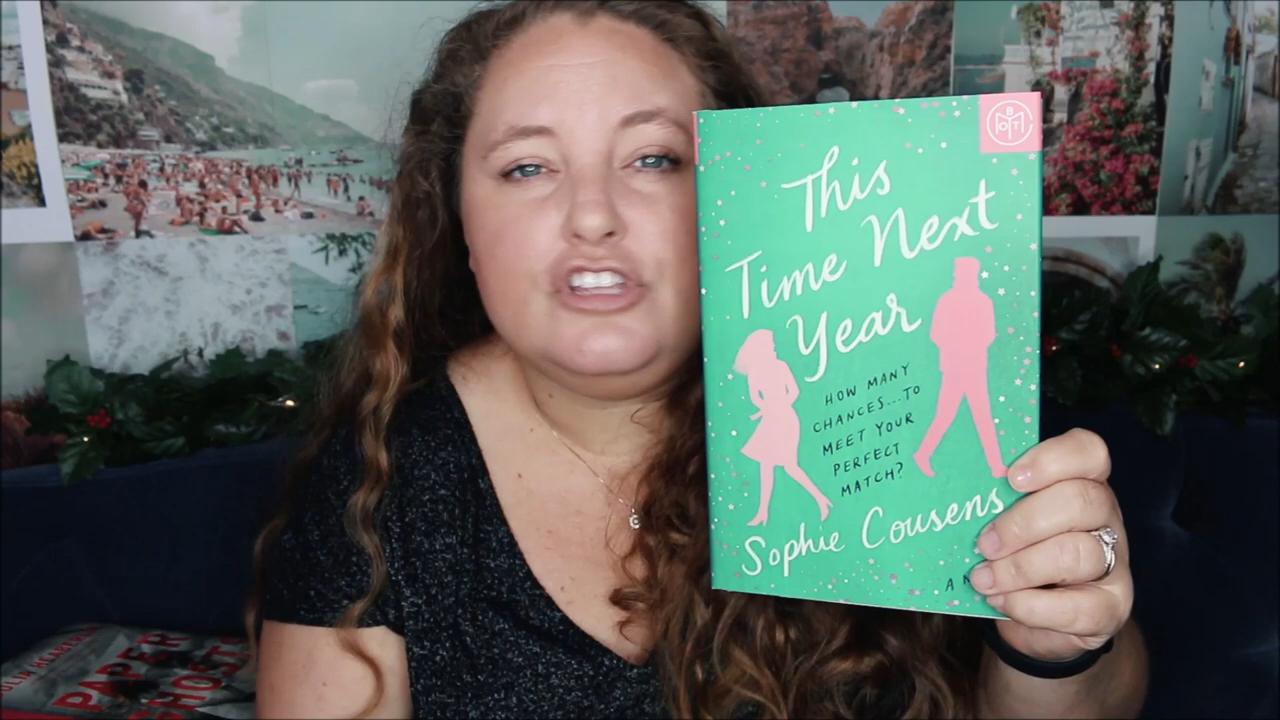 BOTM
This
Time Next
Year
HOW MANY
CHANCES...TO
MEET YOUR
PERFECT
MATCH?
Sophie Cousens
A
PAPER
GHOSTS